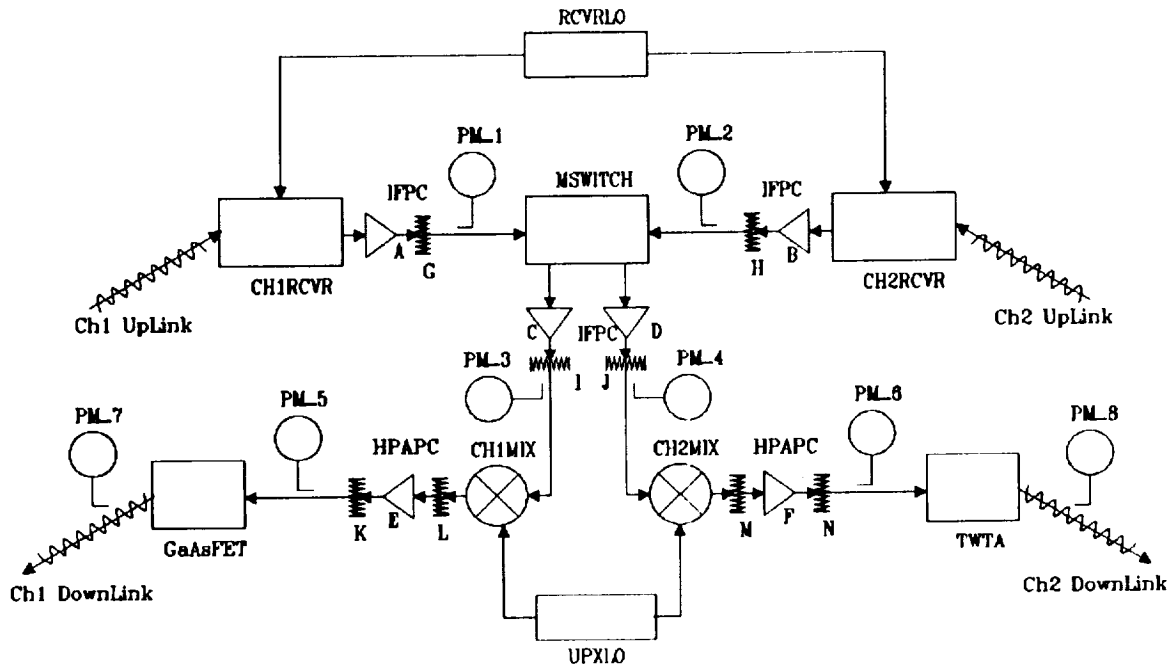 RCVRLO
PM_1
PM_2
IFPC
MSWITCH
IFPC
A
G
H
B
CH1RCVR
CH2RCVR
Ch1 UpLink
Ch2 UpLink
C
IFPC
D
PM_3
PM_4
I
J
PM_7
PM_5
PM_6
PM_8
HPAPC
CH1MIX
CH2MIX
HPAPC
K
E
L
M
F
N
GaAsFET
TWTA
Ch1 DownLink
Ch2 DownLink
UPXLO